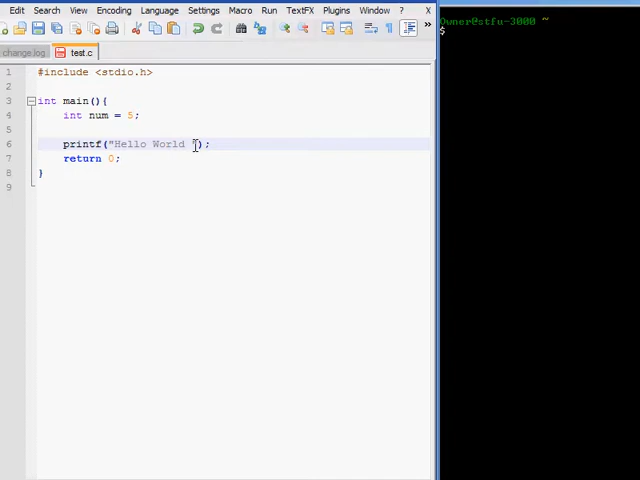 Edit Search View Encoding Language Settings Macro Run TextFX Plugins Window ? X
»
change.log test.c
1 #include <stdio.h>
2
3 int main(){
4 int num = 5;
5
6 printf("Hello World ");
7 return 0;
8 }
9
Owner@stfu-3000 ~
$